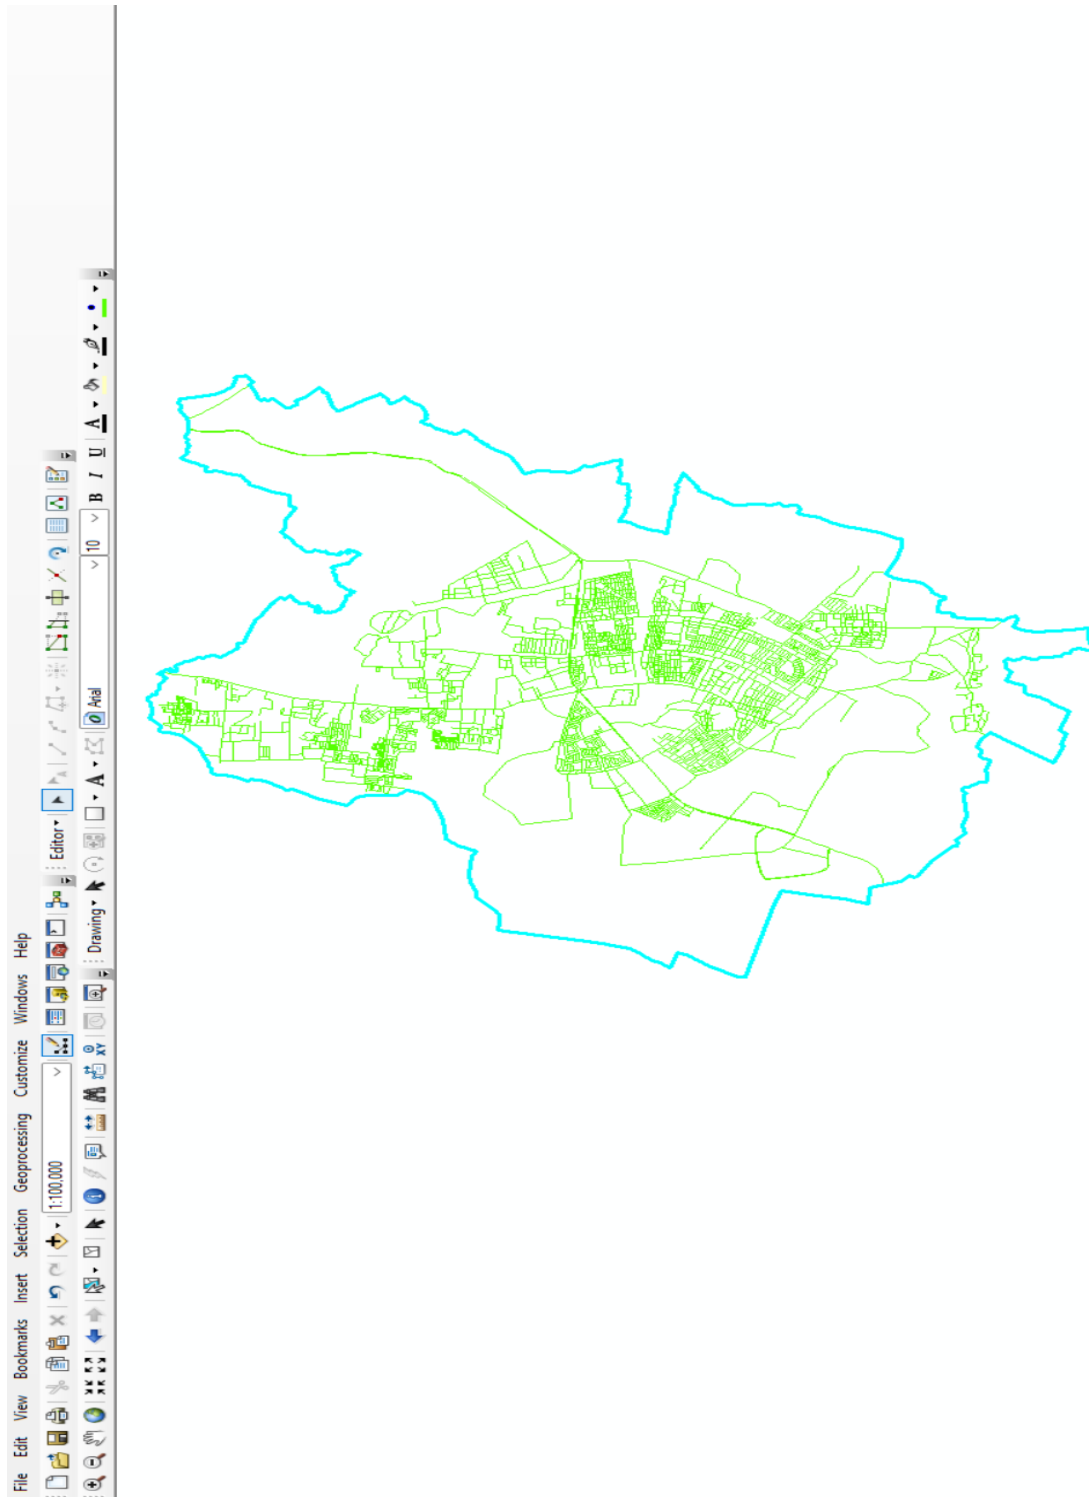 File Edit View Bookmarks Insert Selection Geoprocessing Customize Windows Help
1:100.000 Editor
Drawing A Arial 10 B I U A